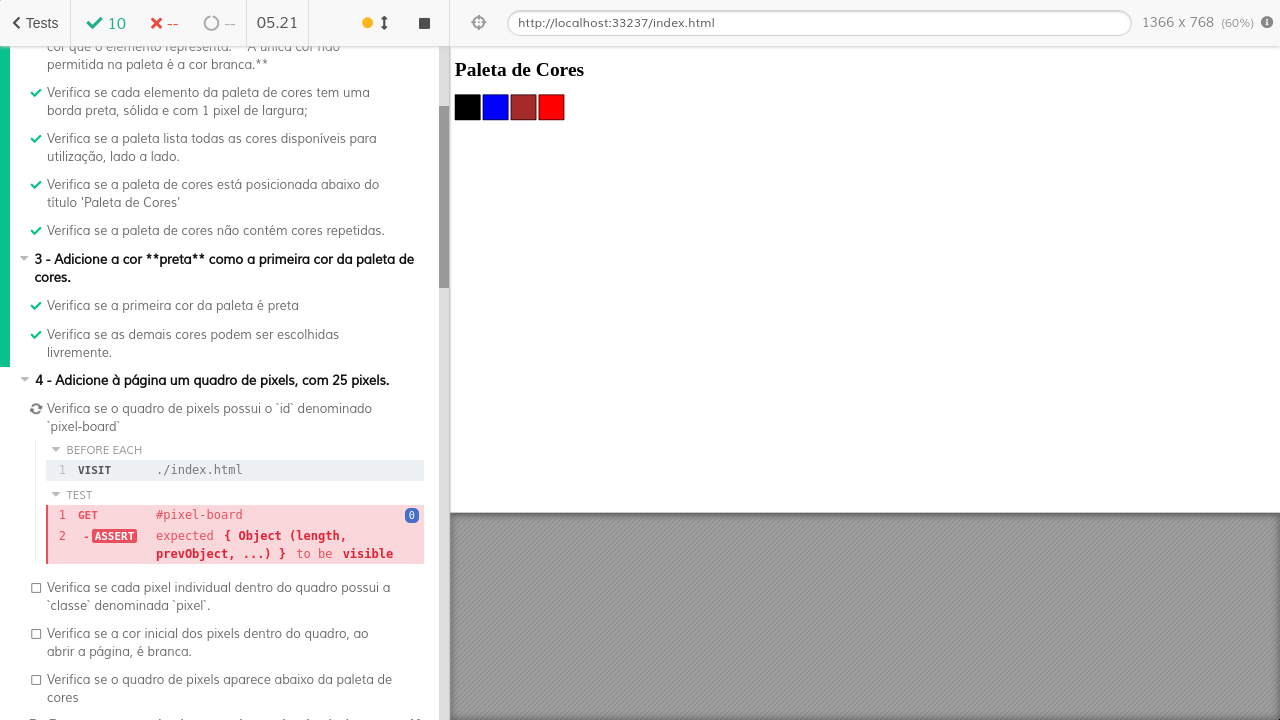 Tests
10
--
--
05.21
http://localhost:33237/index.html
1366 x 768 (60%)
cor que o elemento representa. **A única cor não
permitida na paleta é a cor branca.**
Verifica se cada elemento da paleta de cores tem uma
borda preta, sólida e com 1 pixel de largura;
Verifica se a paleta lista todas as cores disponíveis para
utilização, lado a lado.
Verifica se a paleta de cores está posicionada abaixo do
título 'Paleta de Cores'
Verifica se a paleta de cores não contém cores repetidas.
3 - Adicione a cor **preta** como a primeira cor da paleta de
cores.
Verifica se a primeira cor da paleta é preta
Verifica se as demais cores podem ser escolhidas
livremente.
4 - Adicione à página um quadro de pixels, com 25 pixels.
Verifica se o quadro de pixels possui o `id` denominado
`pixel-board`
BEFORE EACH
1 VISIT ./index.html
TEST
1 GET #pixel-board 0
2 -ASSERT expected { Object (length,
prevObject, ...) } to be visible
Verifica se cada pixel individual dentro do quadro possui a
`classe` denominada `pixel`.
Verifica se a cor inicial dos pixels dentro do quadro, ao
abrir a página, é branca.
Verifica se o quadro de pixels aparece abaixo da paleta de
cores
Paleta de Cores